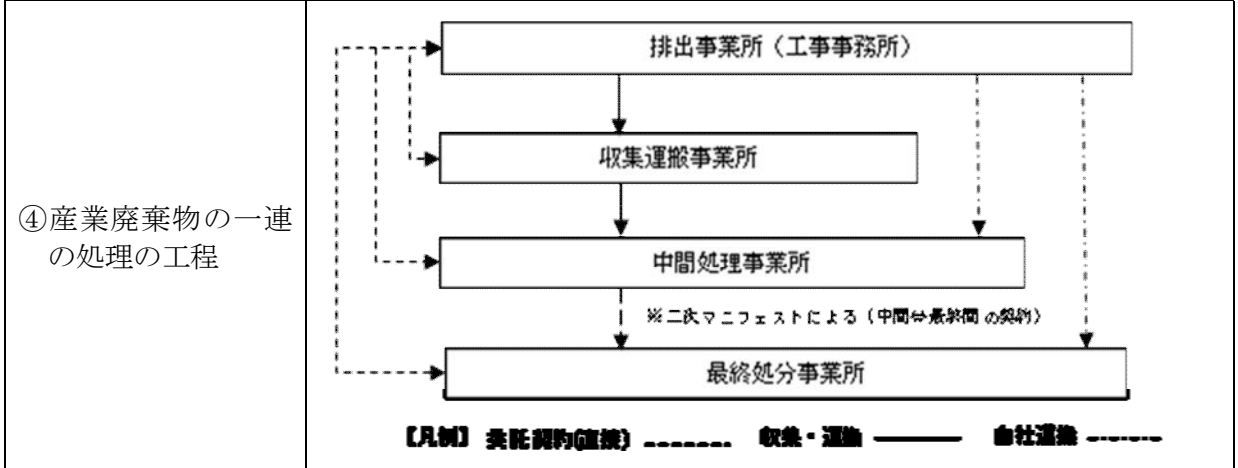 ④産業廃棄物の一連
の処理の工程
排出事業所（工事事務所）
収集運搬事業所
中間処理事業所
※二次マニフェストによる（中間⇔最終間の契約）
最終処分事業所
【凡例】 委託契約(直接) 収集・運搬 自社運搬